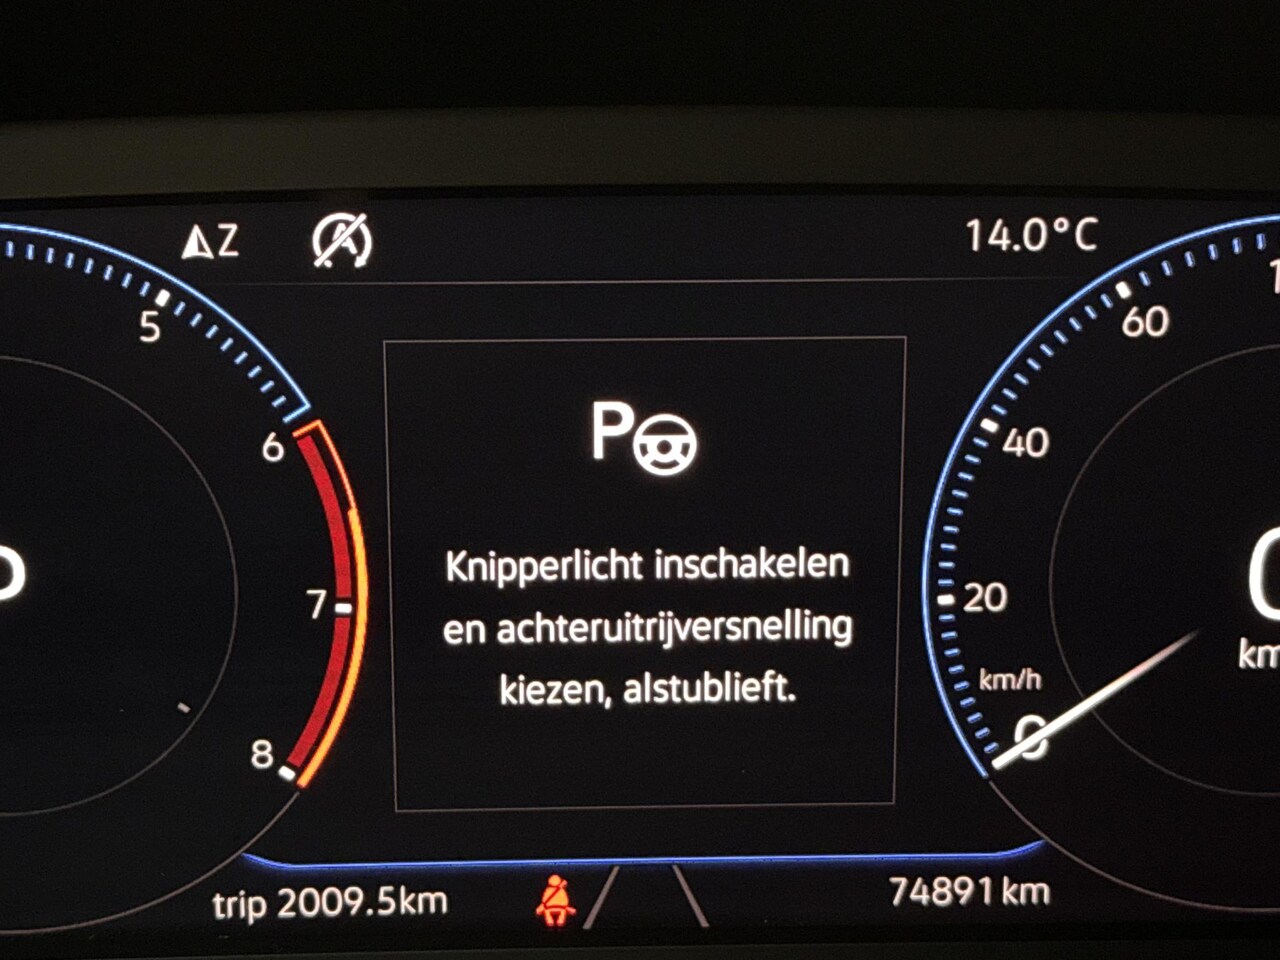 Z
A
14.0°C
5
6
7
8
60
40
20
km/h
0
P
Knipperlicht inschakelen
en achteruitrijversnelling
kiezen, alstublieft.
trip 2009.5km
74891km